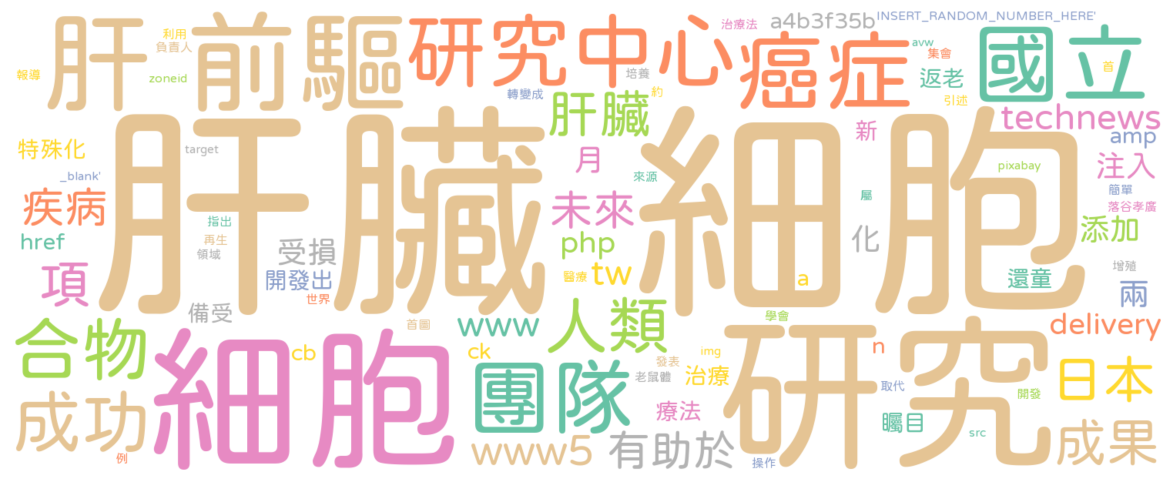 肝前驅
研究中心
癌症
國立
治療法
a4b3f35b
INSERT_RANDOM_NUMBER_HERE'
利用
負責人
報導
zoneid
培養
轉變成
約
avw
集會
返老
首
引述
technews
amp
肝臟
月
新
特殊化
target
_blank'
肝臟細胞
來源
pixabay
注入
簡單
落谷孝廣
屬
疾病
href
指出
再生
領域
受損
未來
php
化
添加
項
開發出
世界
醫療
tw
a
還童
增殖
兩
備受
首圖
www
人類
學會
delivery
合物
細胞
cb
ck
團隊
發表
img
老鼠體
治療
研究
n
取代
開發
日本
成功
例
www5
有助於
療法
操作
矚目
src
成果